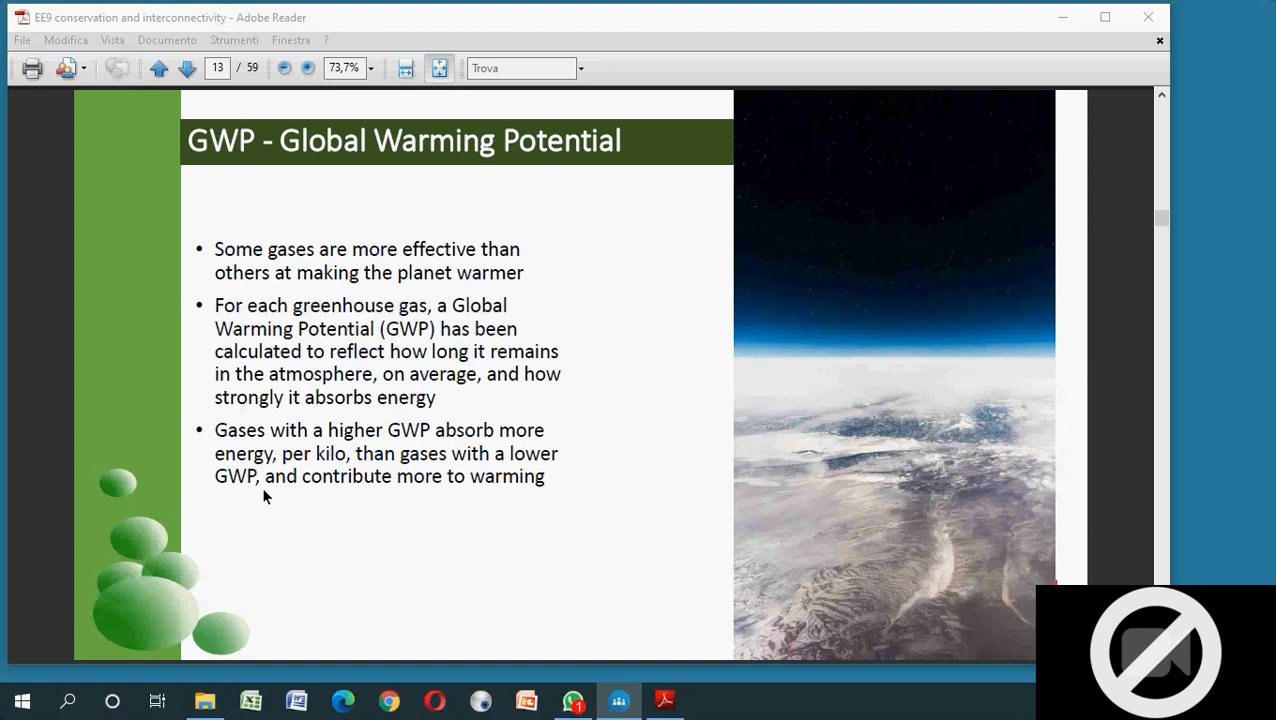 EE9 conservation and interconnectivity - Adobe Reader
File Modifica Vista Documento Strumenti Finestra ?
13 / 59 73,7% Trova
GWP - Global Warming Potential
• Some gases are more effective than
others at making the planet warmer
• For each greenhouse gas, a Global
Warming Potential (GWP) has been
calculated to reflect how long it remains
in the atmosphere, on average, and how
strongly it absorbs energy
• Gases with a higher GWP absorb more
energy, per kilo, than gases with a lower
GWP, and contribute more to warming
1